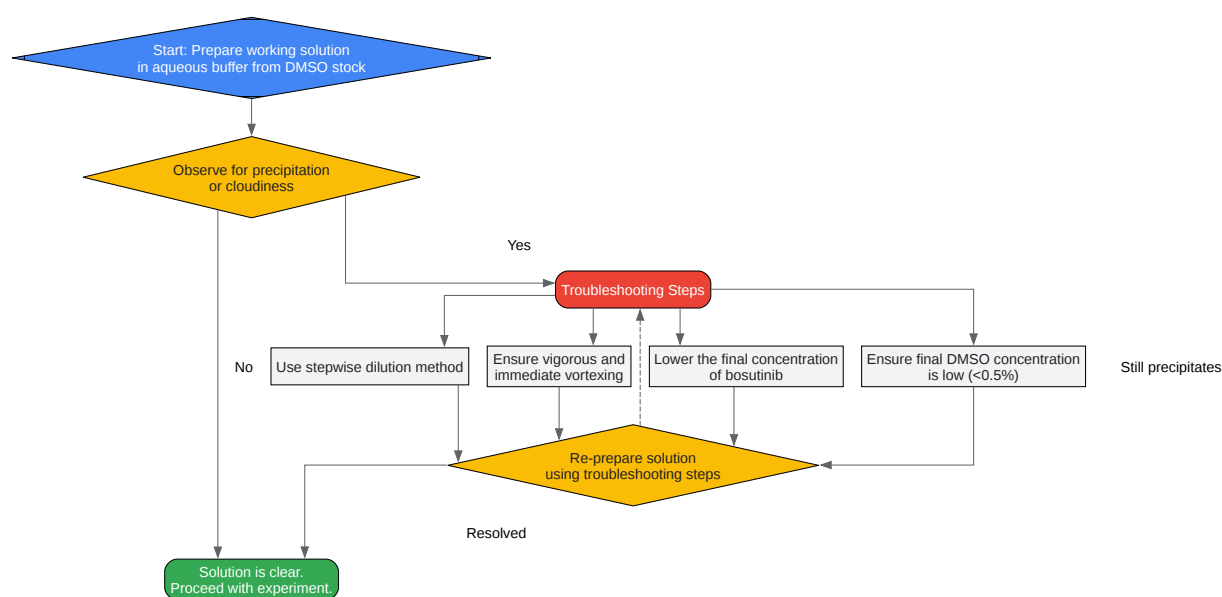 Start: Prepare working solution
in aqueous buffer from DMSO stock
Observe for precipitation
or cloudiness
Yes
Troubleshooting Steps
No
Use stepwise dilution method
Ensure vigorous and
immediate vortexing
Lower the final concentration
of bosutinib
Ensure final DMSO concentration
is low (<0.5%)
Still precipitates
Re-prepare solution
using troubleshooting steps
Resolved
Solution is clear.
Proceed with experiment.